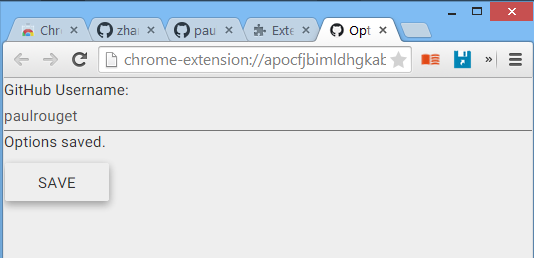 Chr
zha
pau
Exte
Opt
chrome-extension://apocfjbimldhgkab
»
GitHub Username:
paulrouget
Options saved.
SAVE